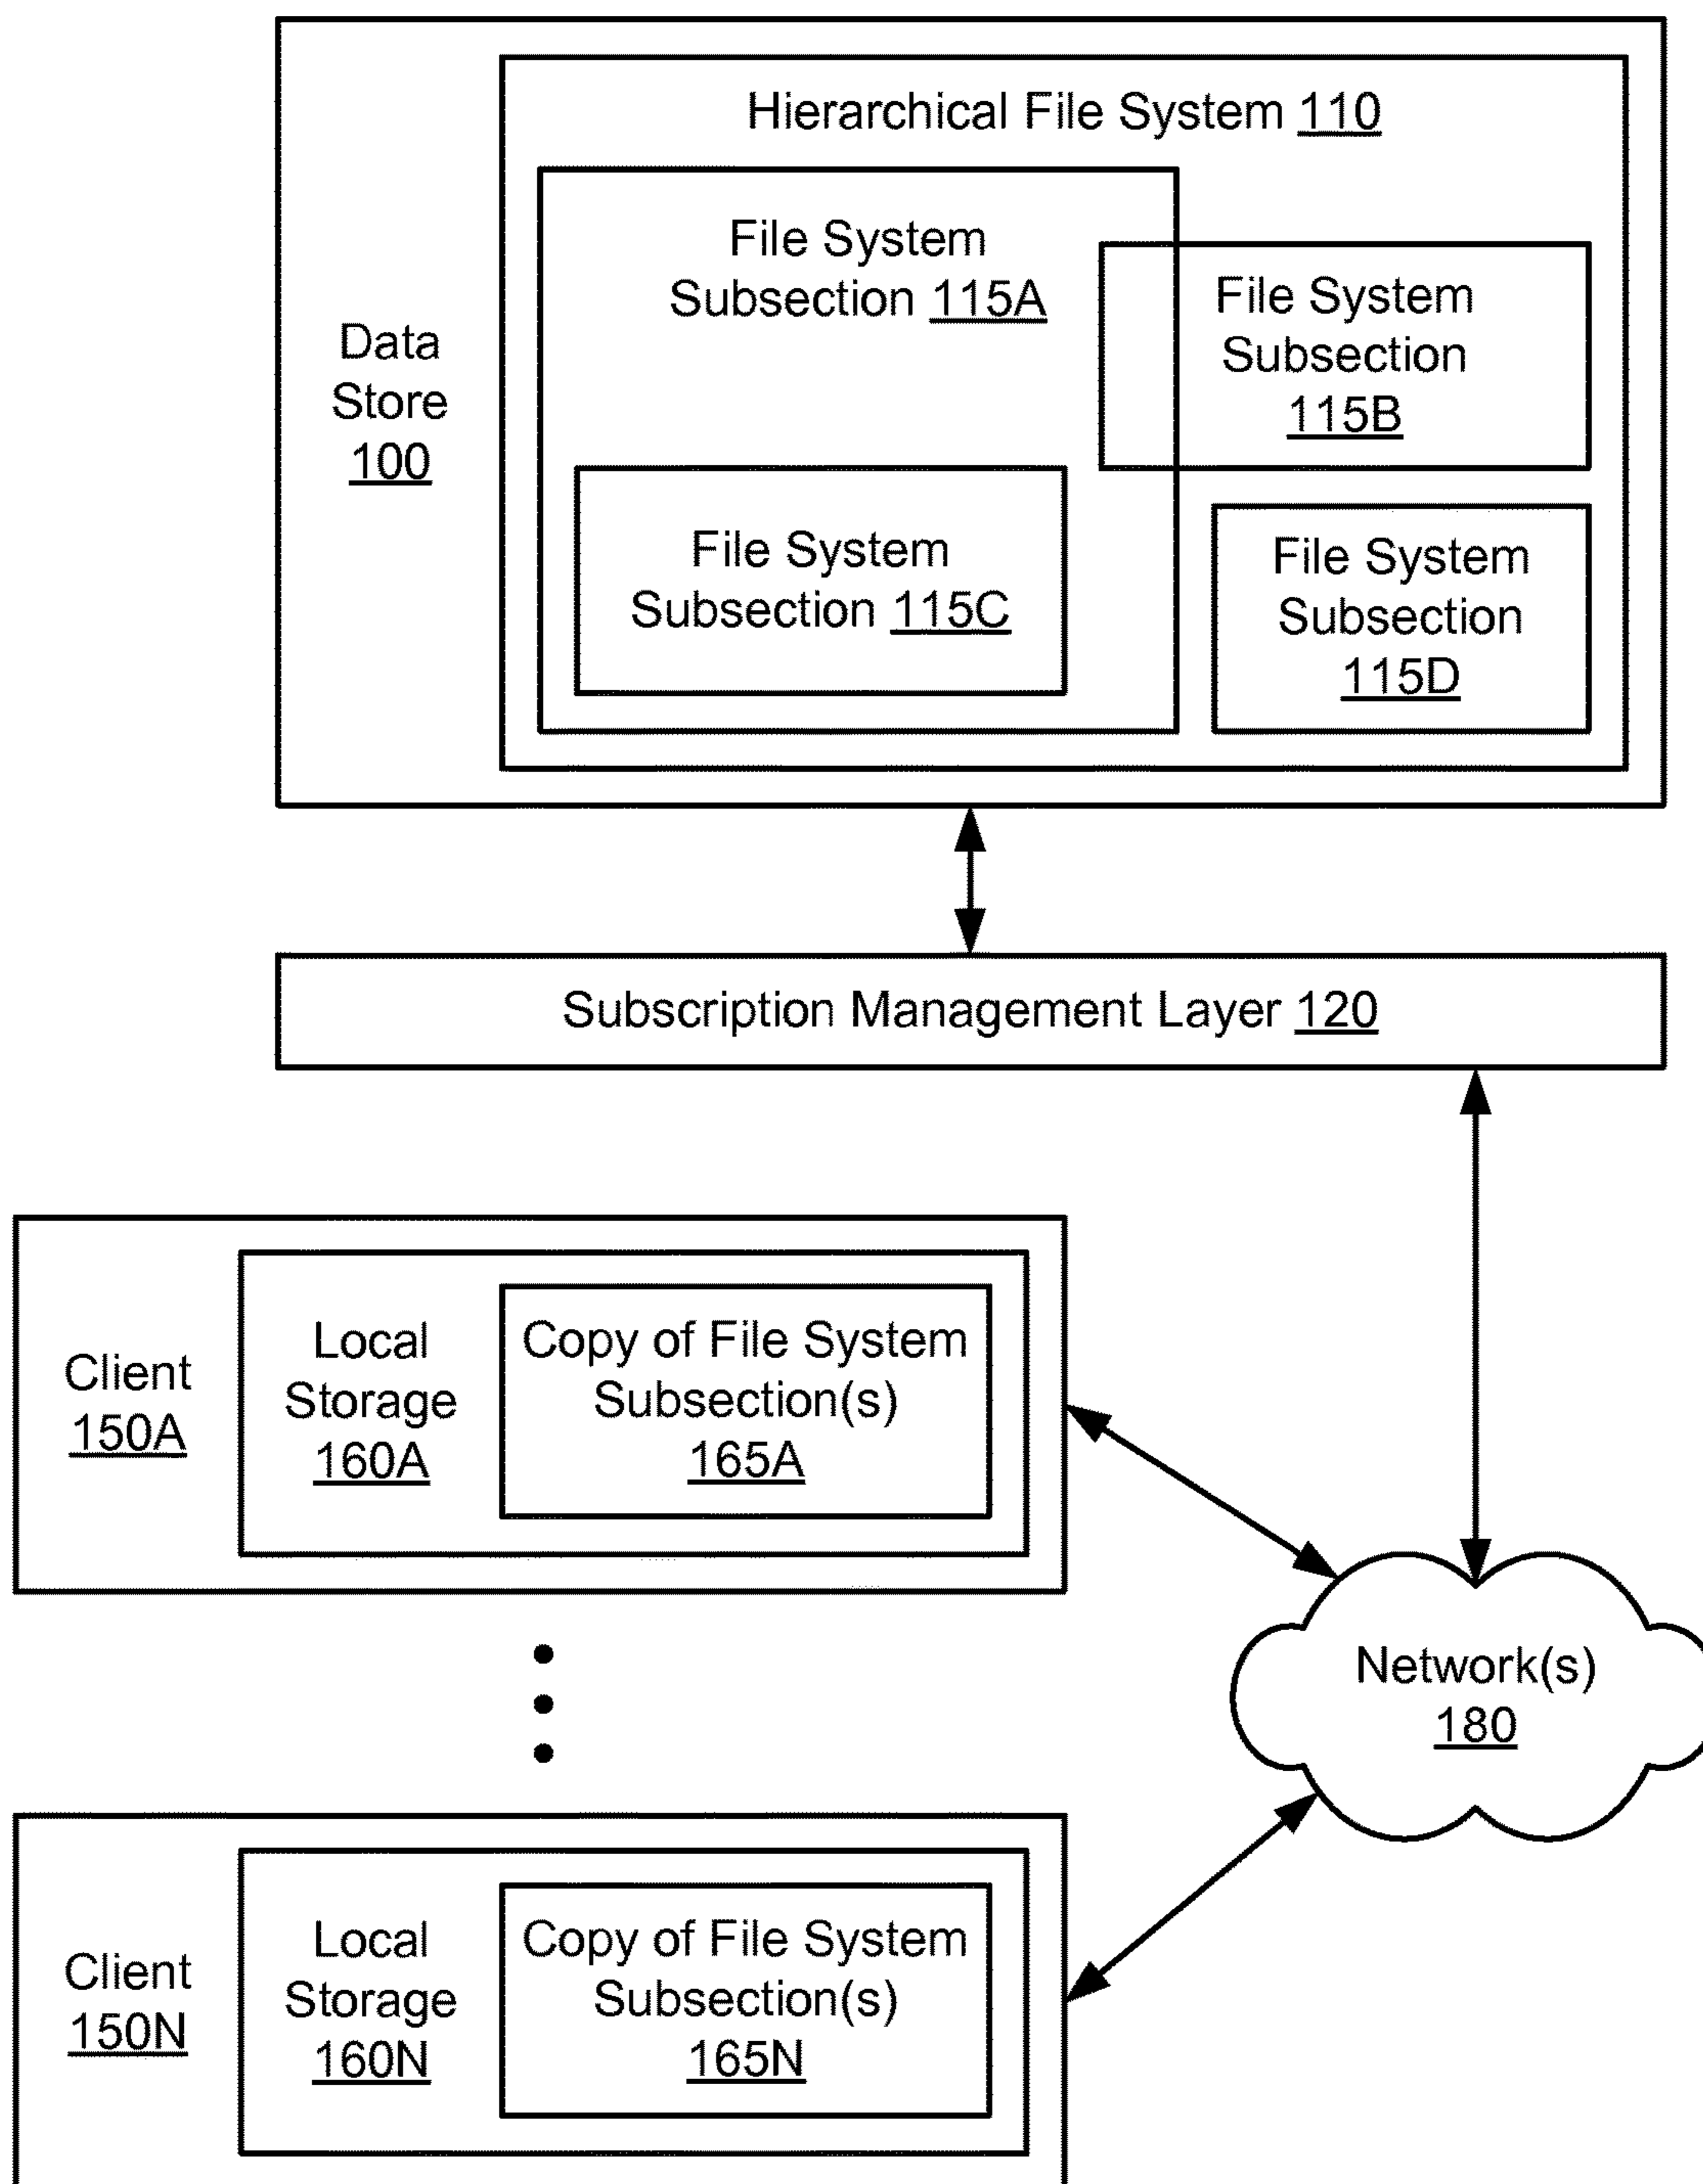 Hierarchical File System 110
File System
Subsection 115A
File System
Subsection
115B
Data
Store
100
File System
Subsection 115C
File System
Subsection
115D
Subscription Management Layer 120
Client
150A
Local
Storage
160A
Copy of File System
Subsection(s)
165A
Network(s)
180
Client
150N
Local
Storage
160N
Copy of File System
Subsection(s)
165N